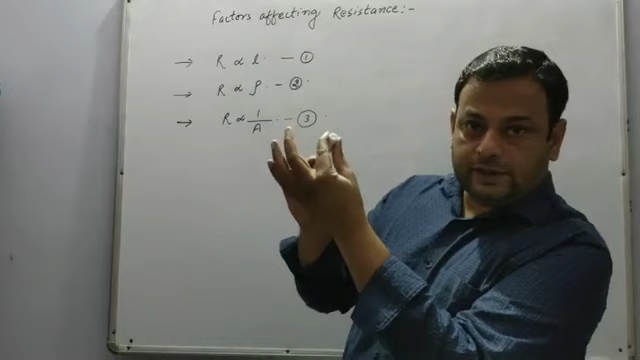 Factors affecting Resistance:-
→ R ∝ l. - ①
→ R ∝ ρ. - ②.
→ R ∝ 1/A. - ③.